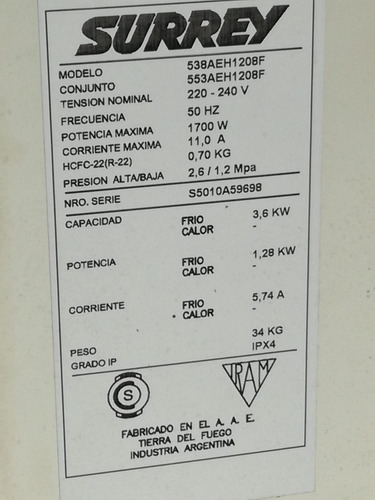 SURREY
MODELO 538AEH1208F
CONJUNTO 553AEH1208F
TENSION NOMINAL 220 - 240 V
FRECUENCIA 50 HZ
POTENCIA MAXIMA 1700 W
CORRIENTE MAXIMA 11,0 A
HCFC-22(R-22) 0,70 KG
PRESION ALTA/BAJA 2,6 / 1,2 Mpa
NRO. SERIE S5010A59698
CAPACIDAD FRIO 3,6 KW
CALOR -
POTENCIA FRIO 1,28 KW
CALOR -
CORRIENTE FRIO 5,74 A
CALOR -
PESO 34 KG
GRADO IP IPX4
S
IRAM
FABRICADO EN EL A. A. E.
TIERRA DEL FUEGO
INDUSTRIA ARGENTINA